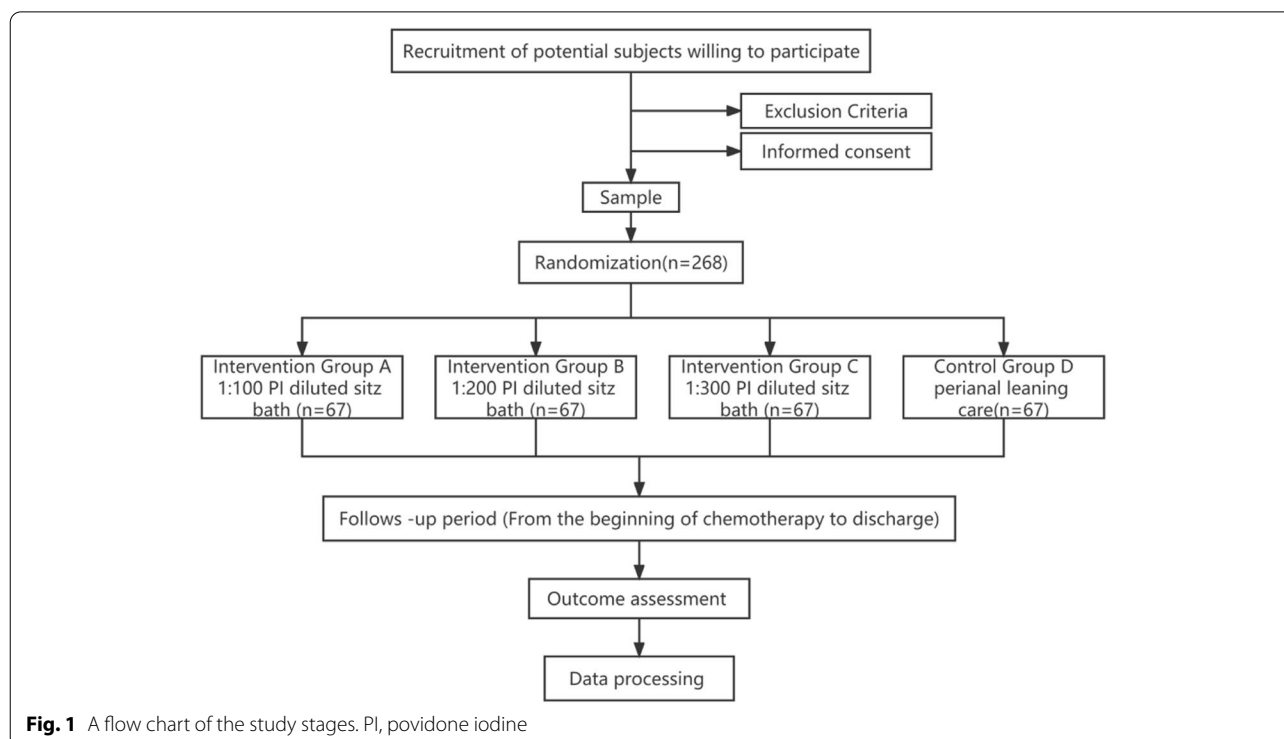 Recruitment of potential subjects willing to participate
Exclusion Criteria
Informed consent
Sample
Randomization(n=268)
Intervention Group A
1:100 PI diluted sitz
bath (n=67)
Intervention Group B
1:200 PI diluted sitz
bath (n=67)
Intervention Group C
1:300 PI diluted sitz
bath (n=67)
Control Group D
perianal leaning
care(n=67)
Follows -up period (From the beginning of chemotherapy to discharge)
Outcome assessment
Data processing
Fig. 1 A flow chart of the study stages. PI, povidone iodine